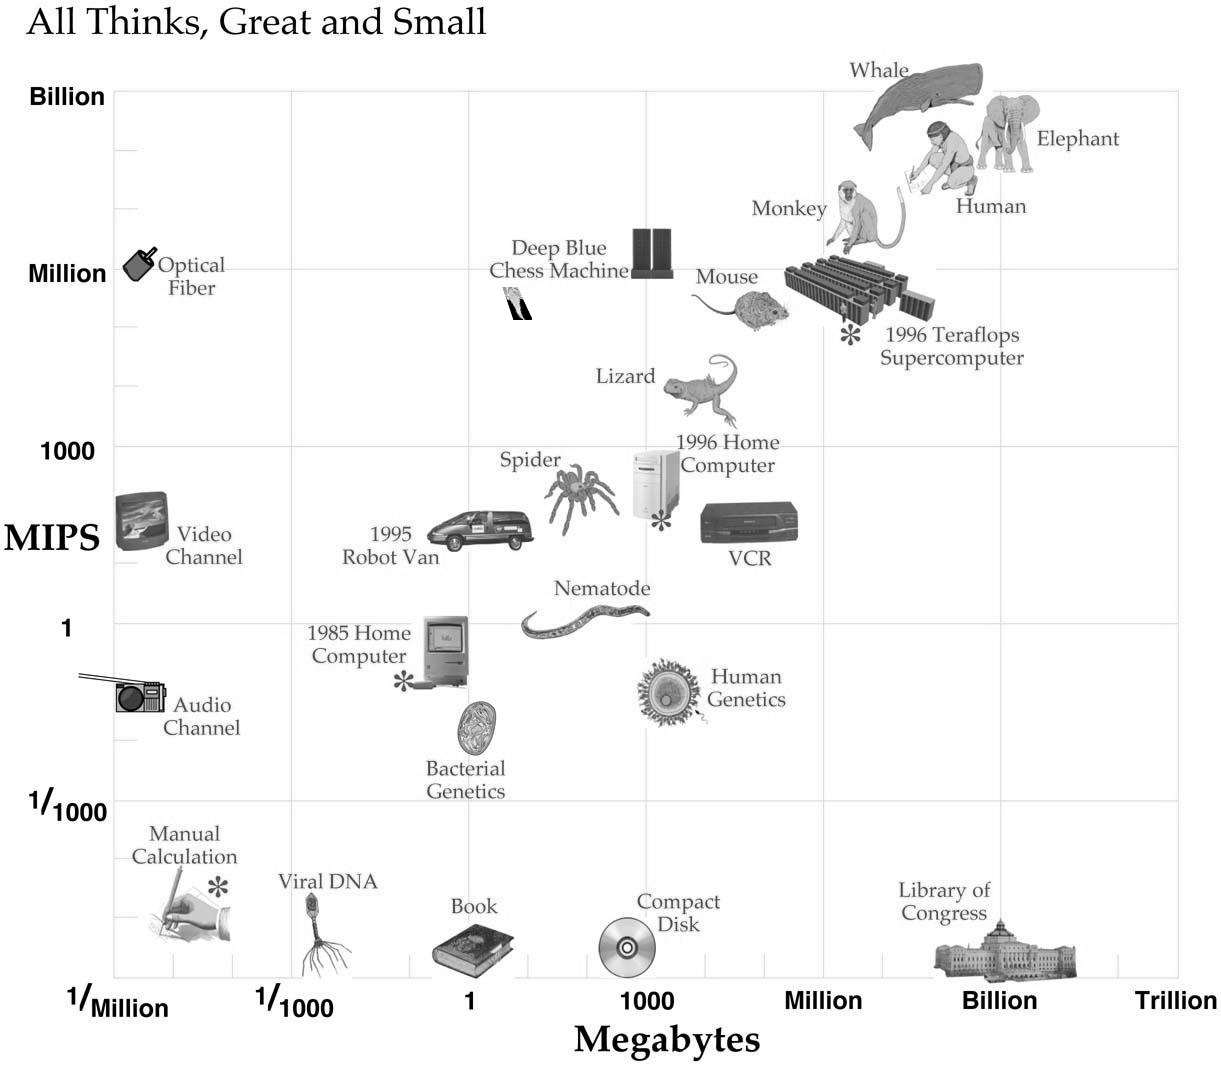 All Thinks, Great and Small
Whale
Billion
Elephant
Human
Monkey
Deep Blue
Chess Machine
Optical
Fiber
Million
Mouse
1996 Teraflops
Supercomputer
*
Lizard
1996 Home
Computer
*
1000
Spider
MIPS
Video
Channel
1995
Robot Van
VCR
Nematode
1
1985 Home
Computer
*
Human
Genetics
Audio
Channel
Bacterial
Genetics
1/1000
Manual
Calculation
*
Viral DNA
Book
Compact
Disk
Library of
Congress
1/Million
1/1000
1
1000
Million
Billion
Trillion
Megabytes